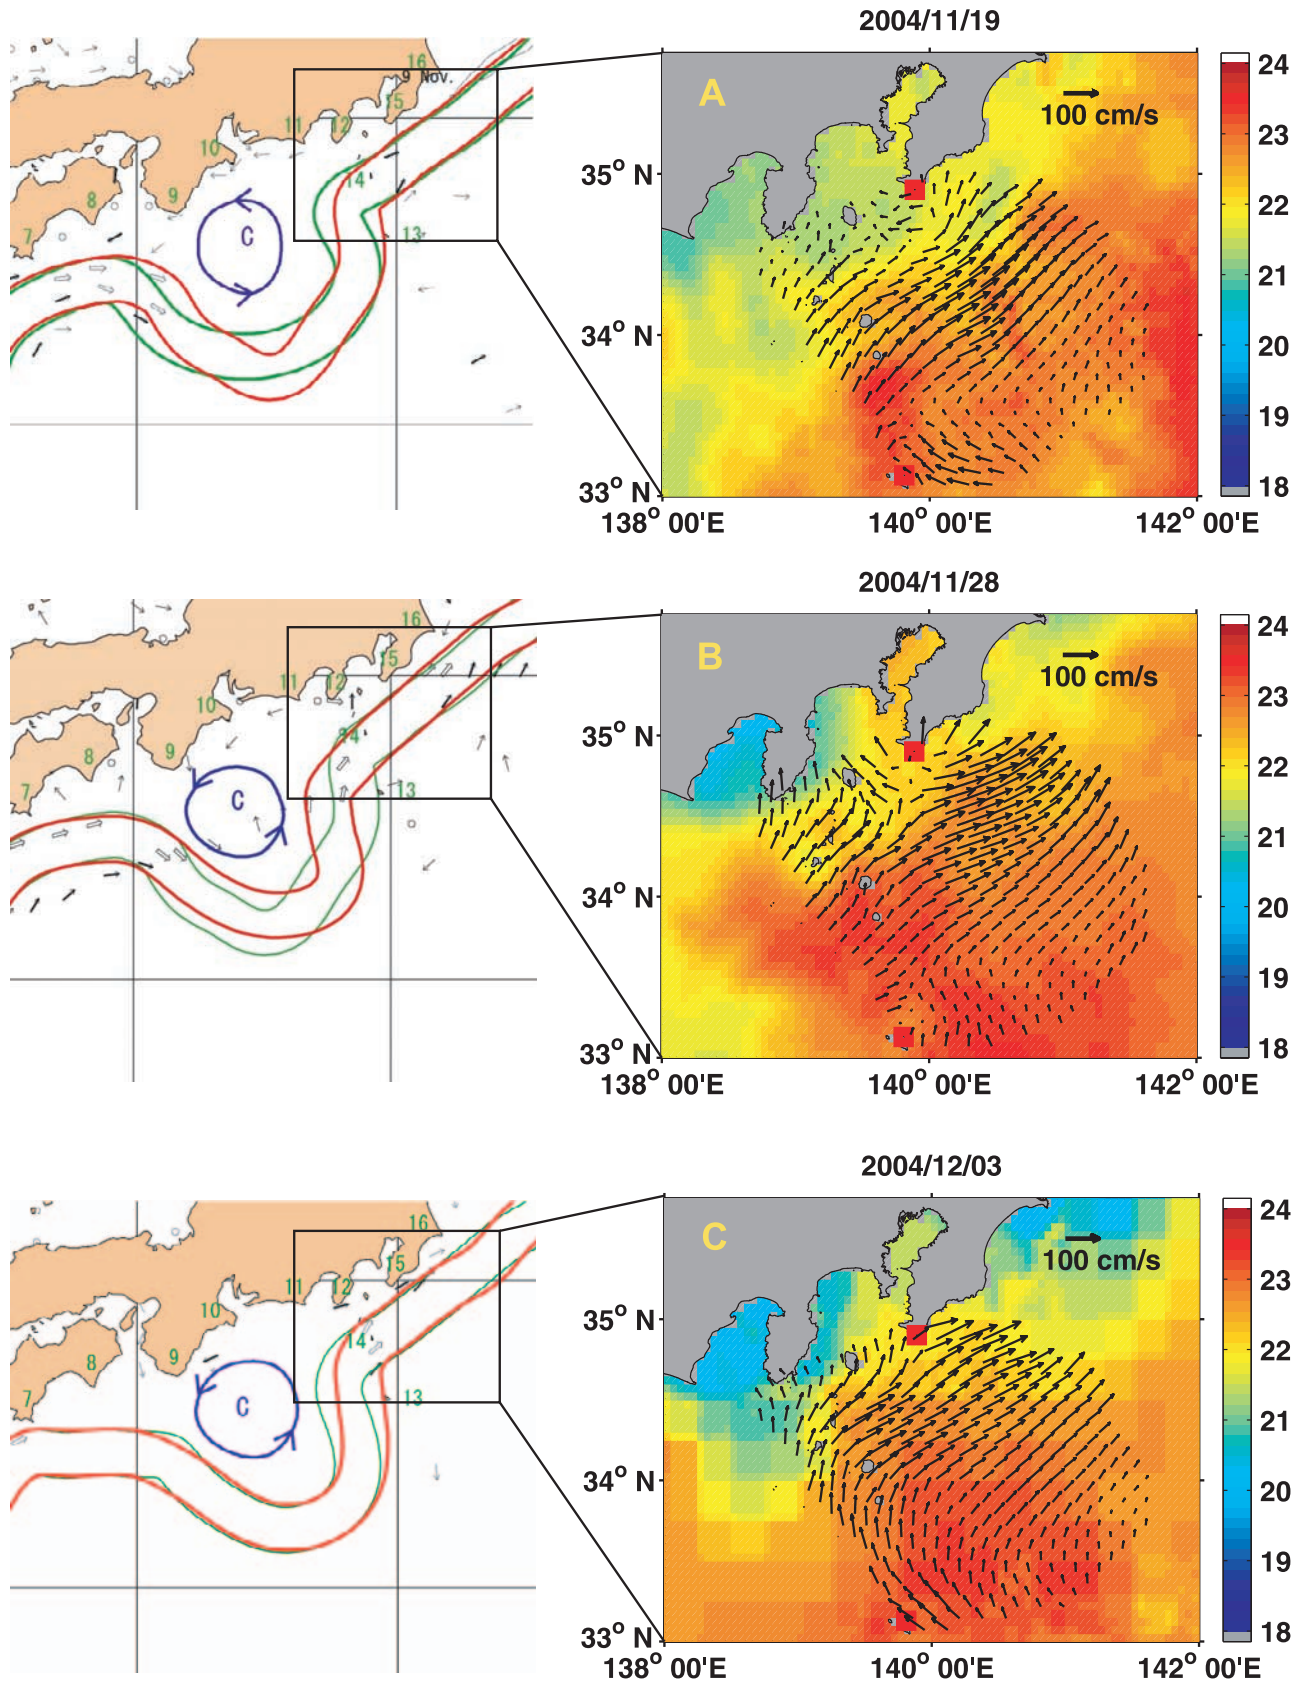 2004/11/19
16
9 Nov.
15
11
12
10
14
8
9
C
7
13
A
100 cm/s
35° N
34° N
33° N
138° 00'E
140° 00'E
142° 00'E
24
23
22
21
20
19
18
2004/11/28
16
15
11
12
10
14
8
9
C
7
13
B
100 cm/s
35° N
34° N
33° N
138° 00'E
140° 00'E
142° 00'E
24
23
22
21
20
19
18
2004/12/03
16
15
11
12
10
14
8
9
C
7
13
C
100 cm/s
35° N
34° N
33° N
138° 00'E
140° 00'E
142° 00'E
24
23
22
21
20
19
18